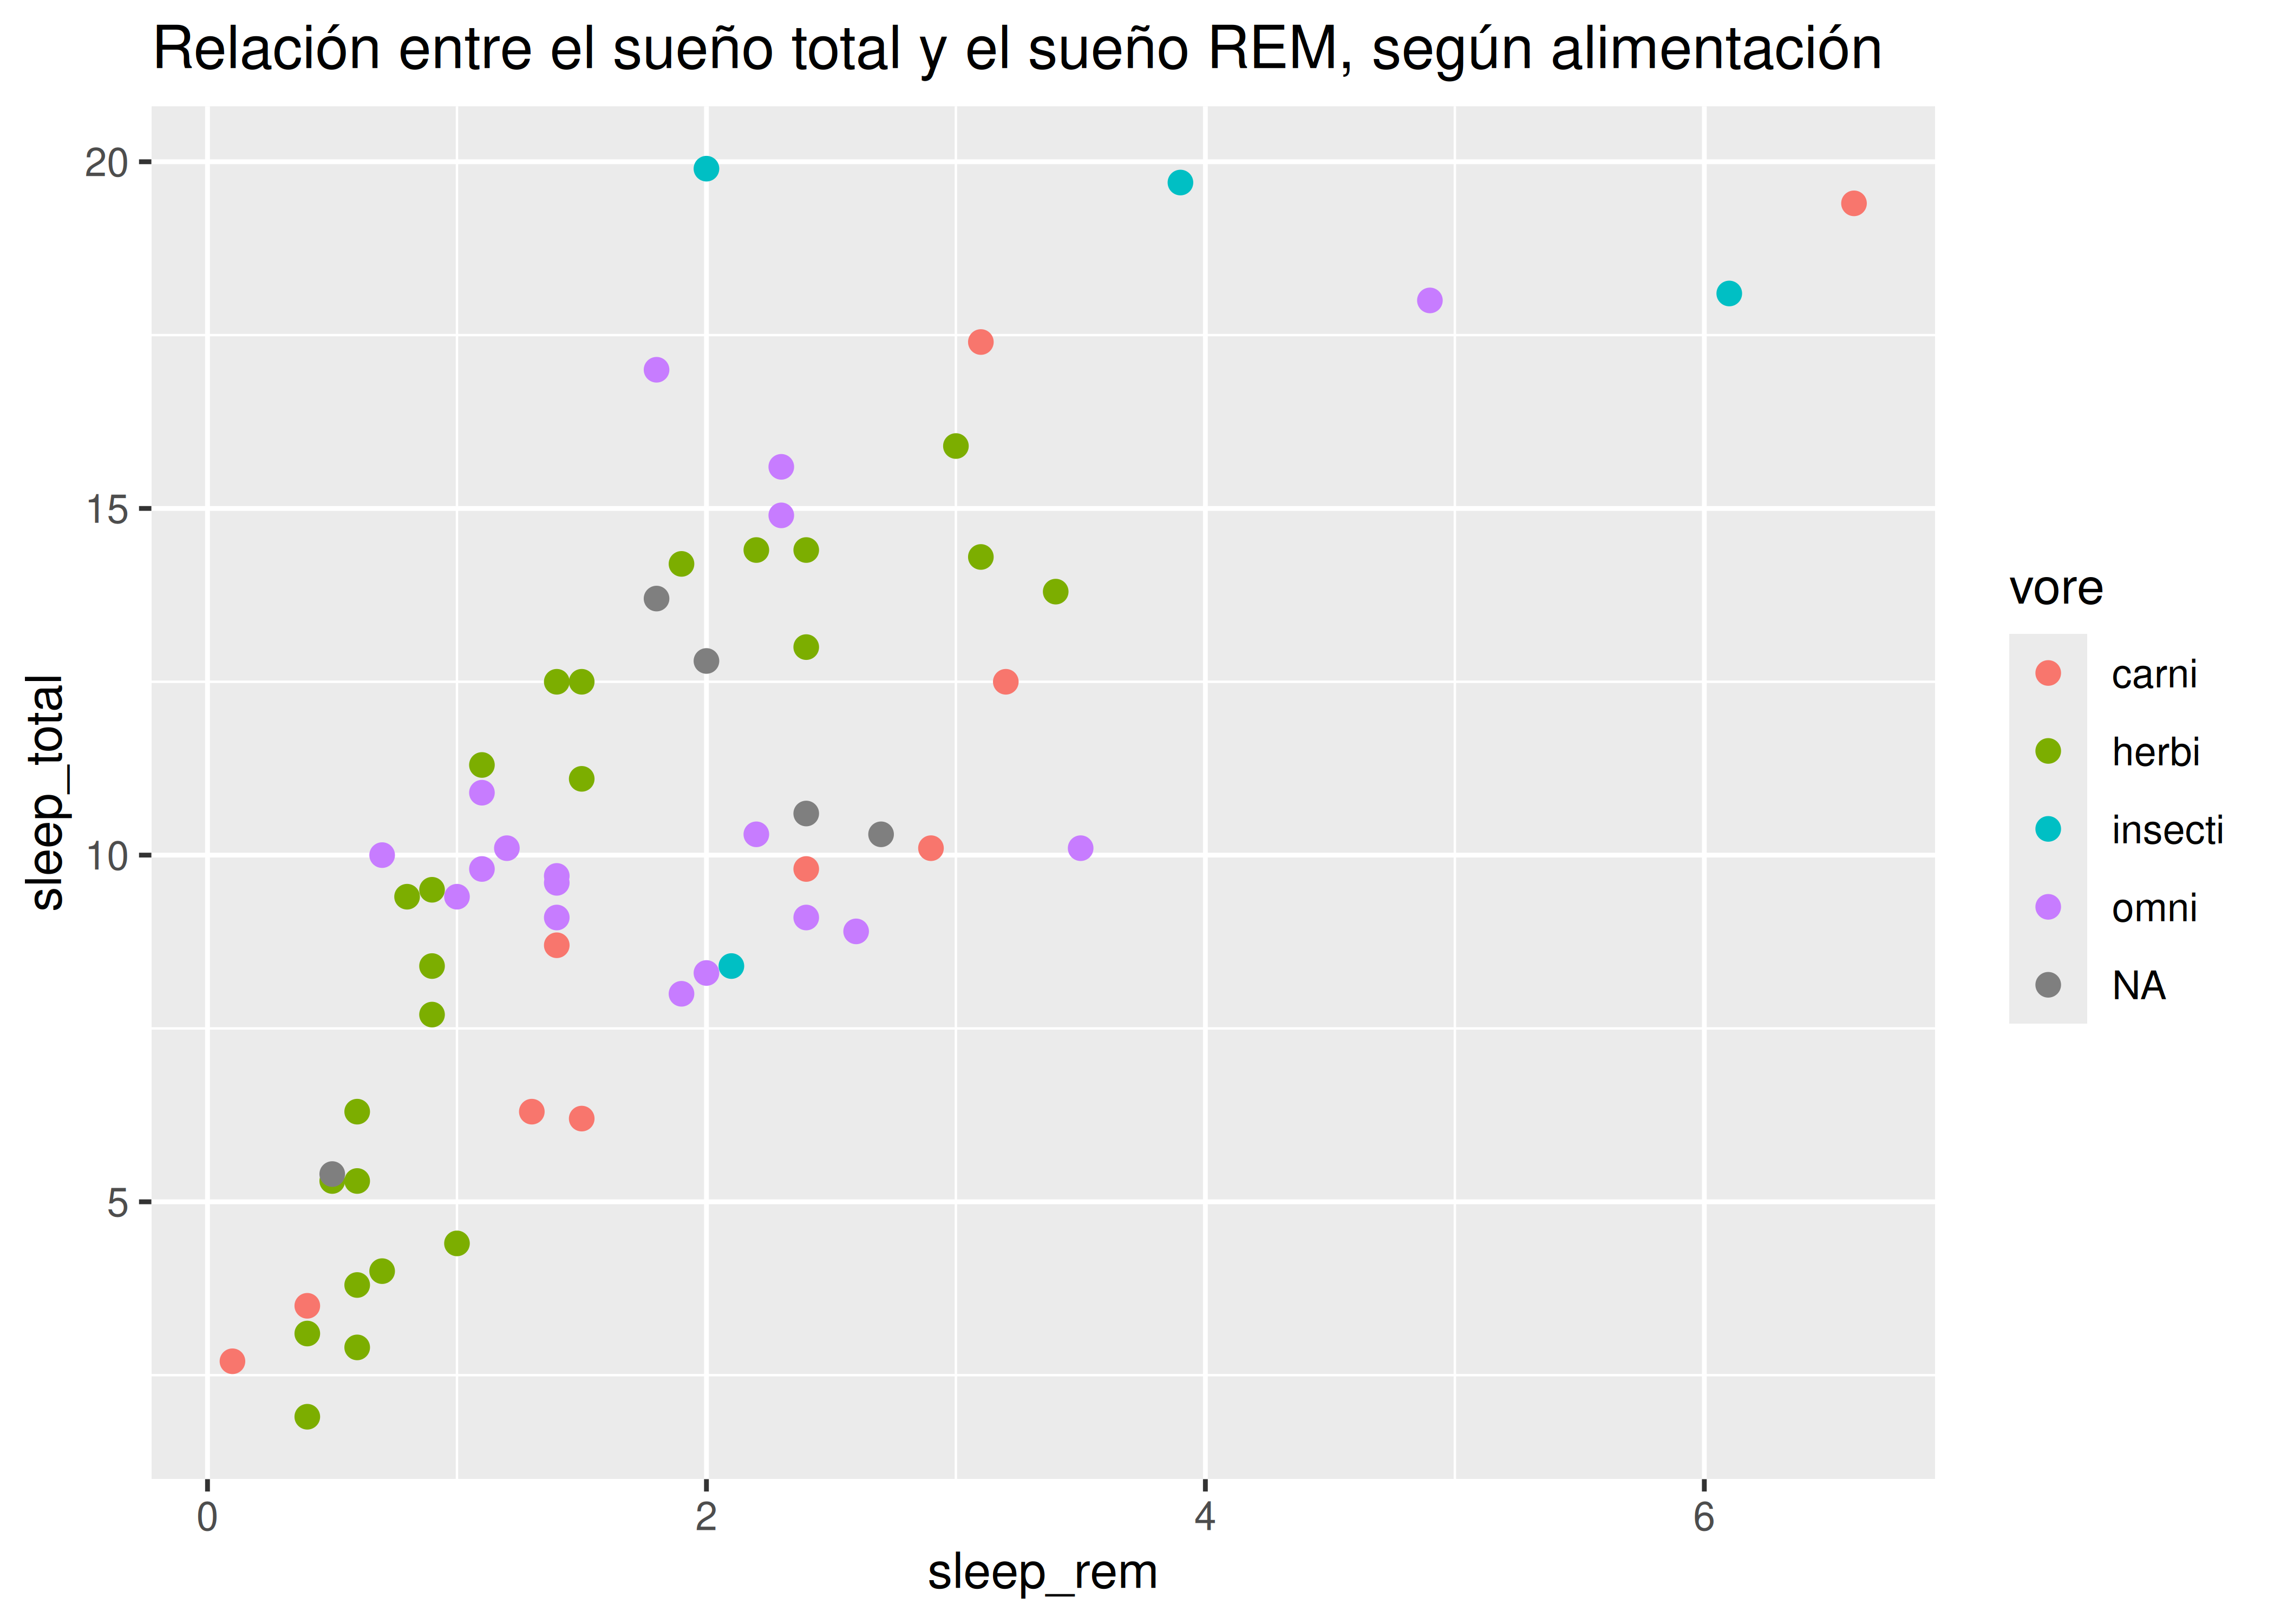 Relación entre el sueño total y el sueño REM, según alimentación
20
15
10
5
sleep_total
0 2 4 6
sleep_rem
vore
carni
herbi
insecti
omni
NA